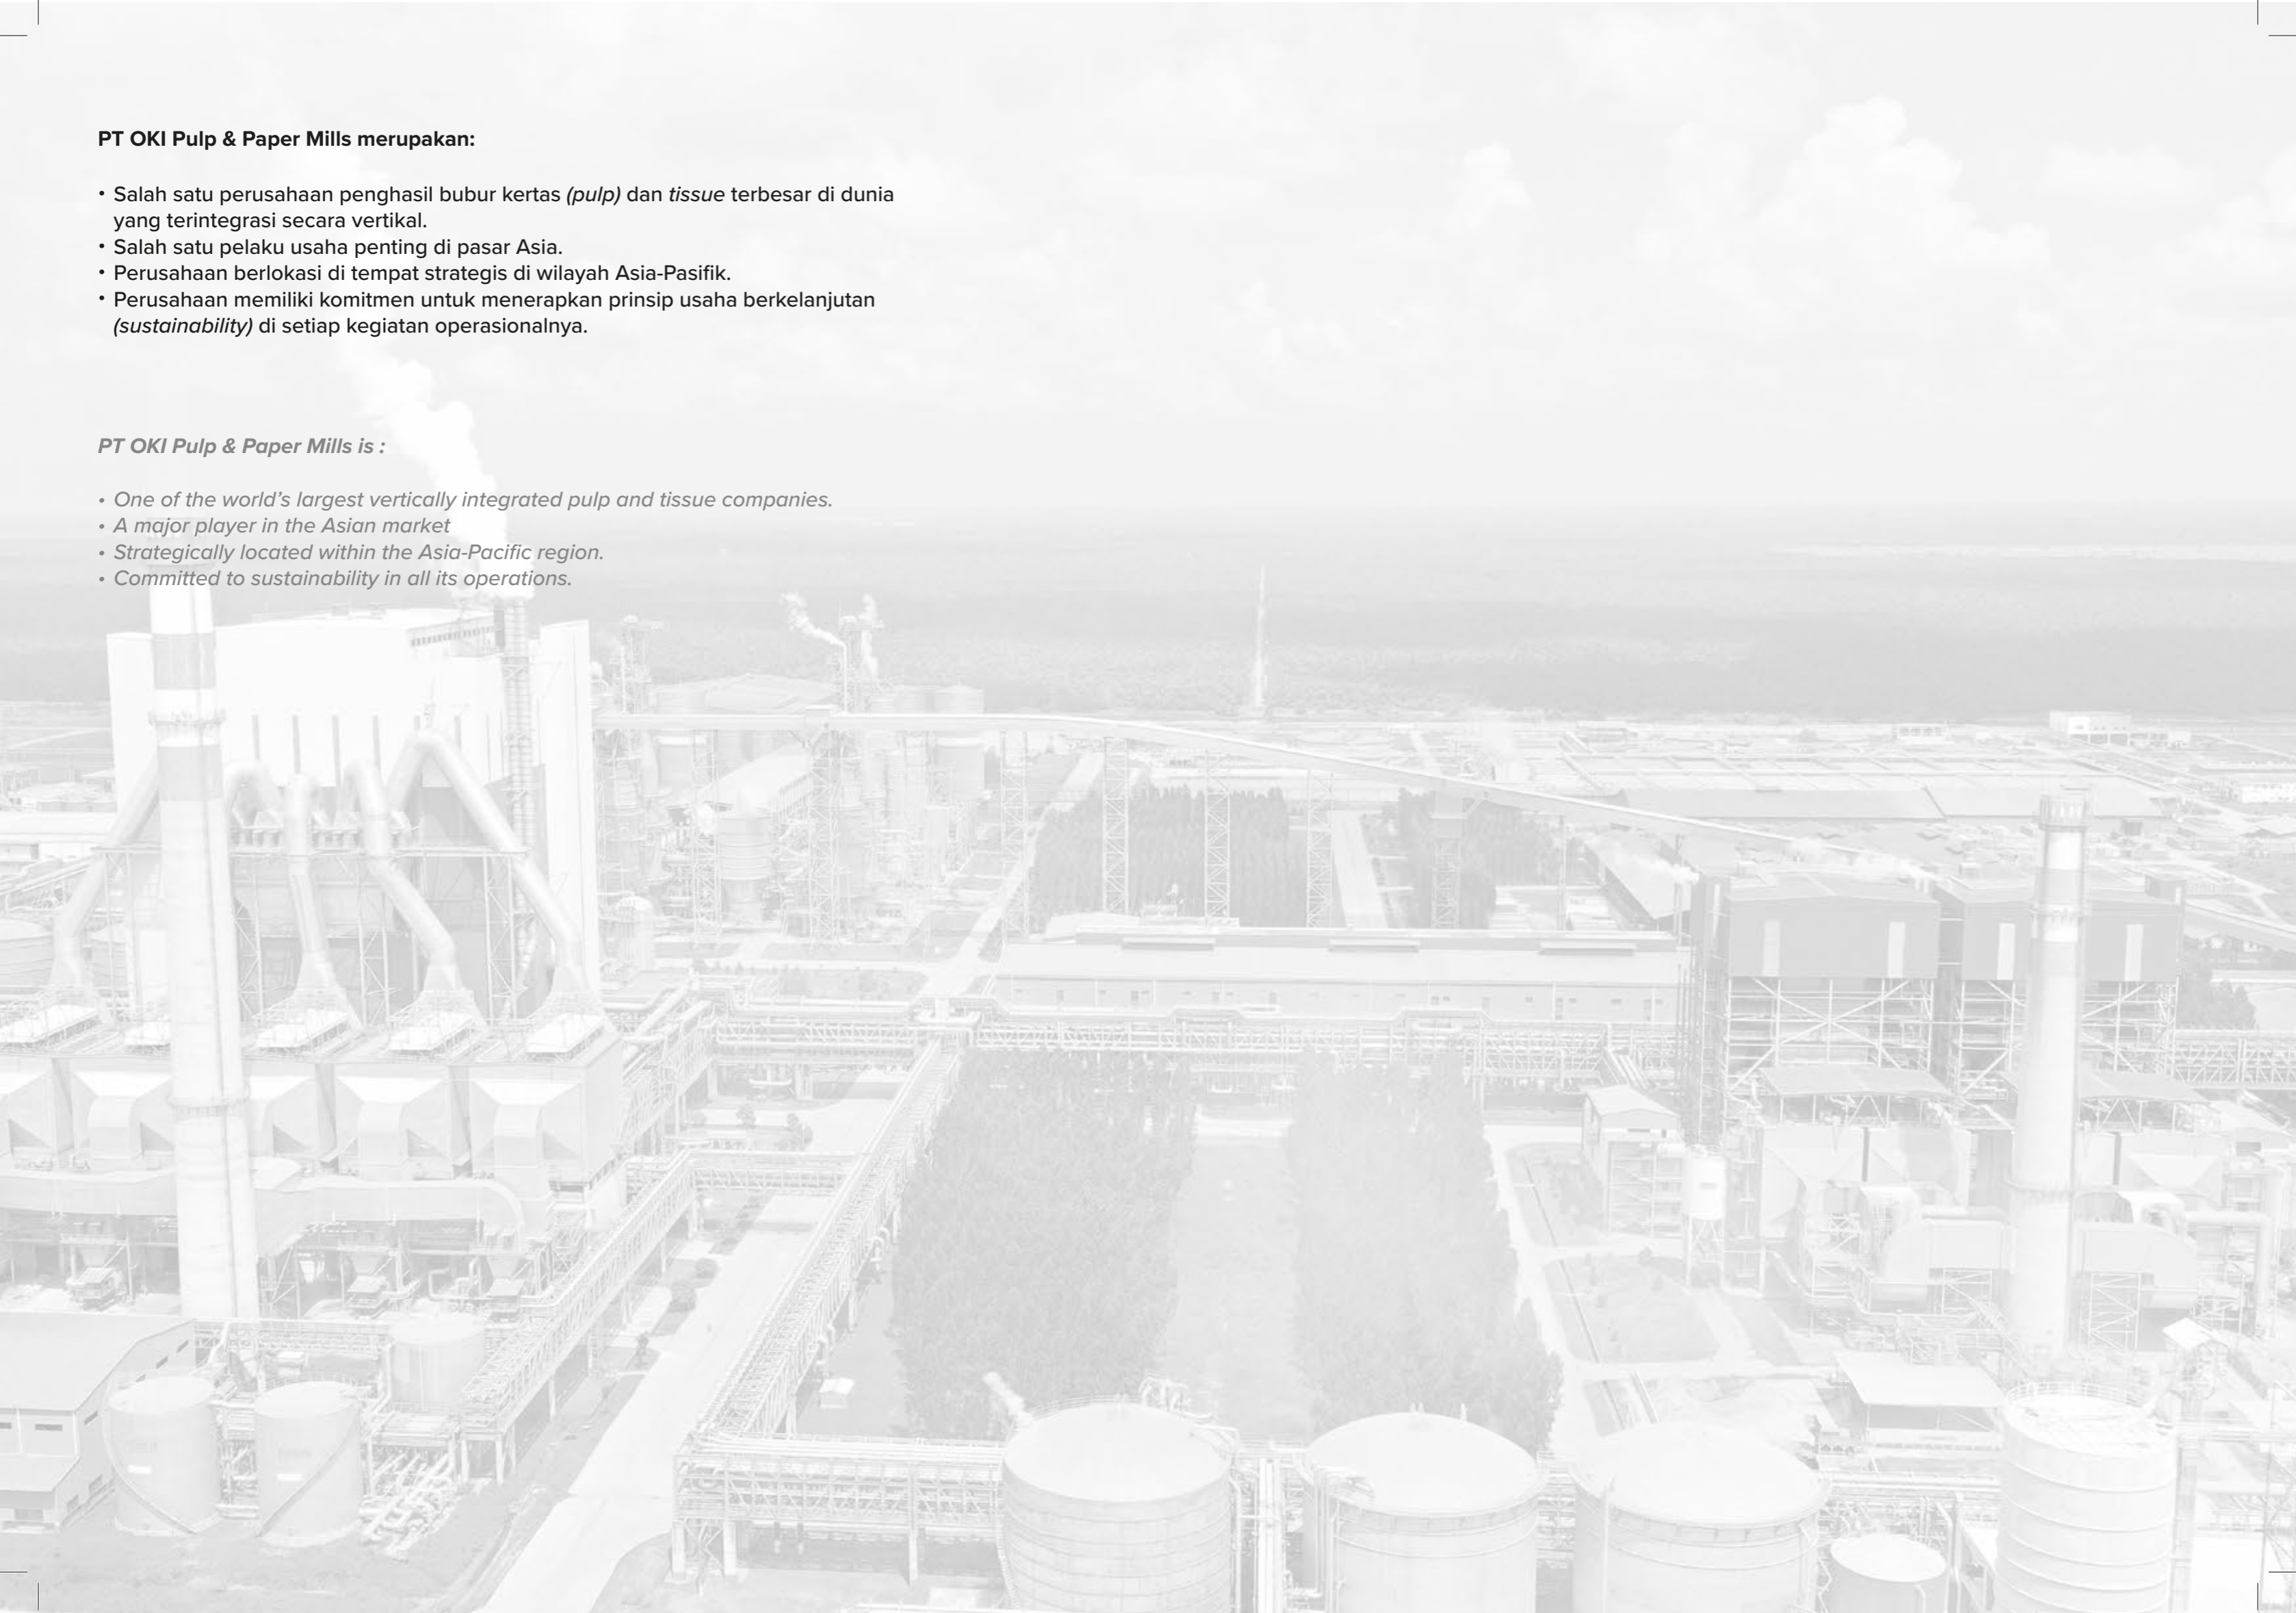 PT OKI Pulp & Paper Mills merupakan:
• Salah satu perusahaan penghasil bubur kertas (pulp) dan tissue terbesar di dunia
yang terintegrasi secara vertikal.
• Salah satu pelaku usaha penting di pasar Asia.
• Perusahaan berlokasi di tempat strategis di wilayah Asia-Pasifik.
• Perusahaan memiliki komitmen untuk menerapkan prinsip usaha berkelanjutan
(sustainability) di setiap kegiatan operasionalnya.
PT OKI Pulp & Paper Mills is :
• One of the world’s largest vertically integrated pulp and tissue companies.
• A major player in the Asian market
• Strategically located within the Asia-Pacific region.
• Committed to sustainability in all its operations.